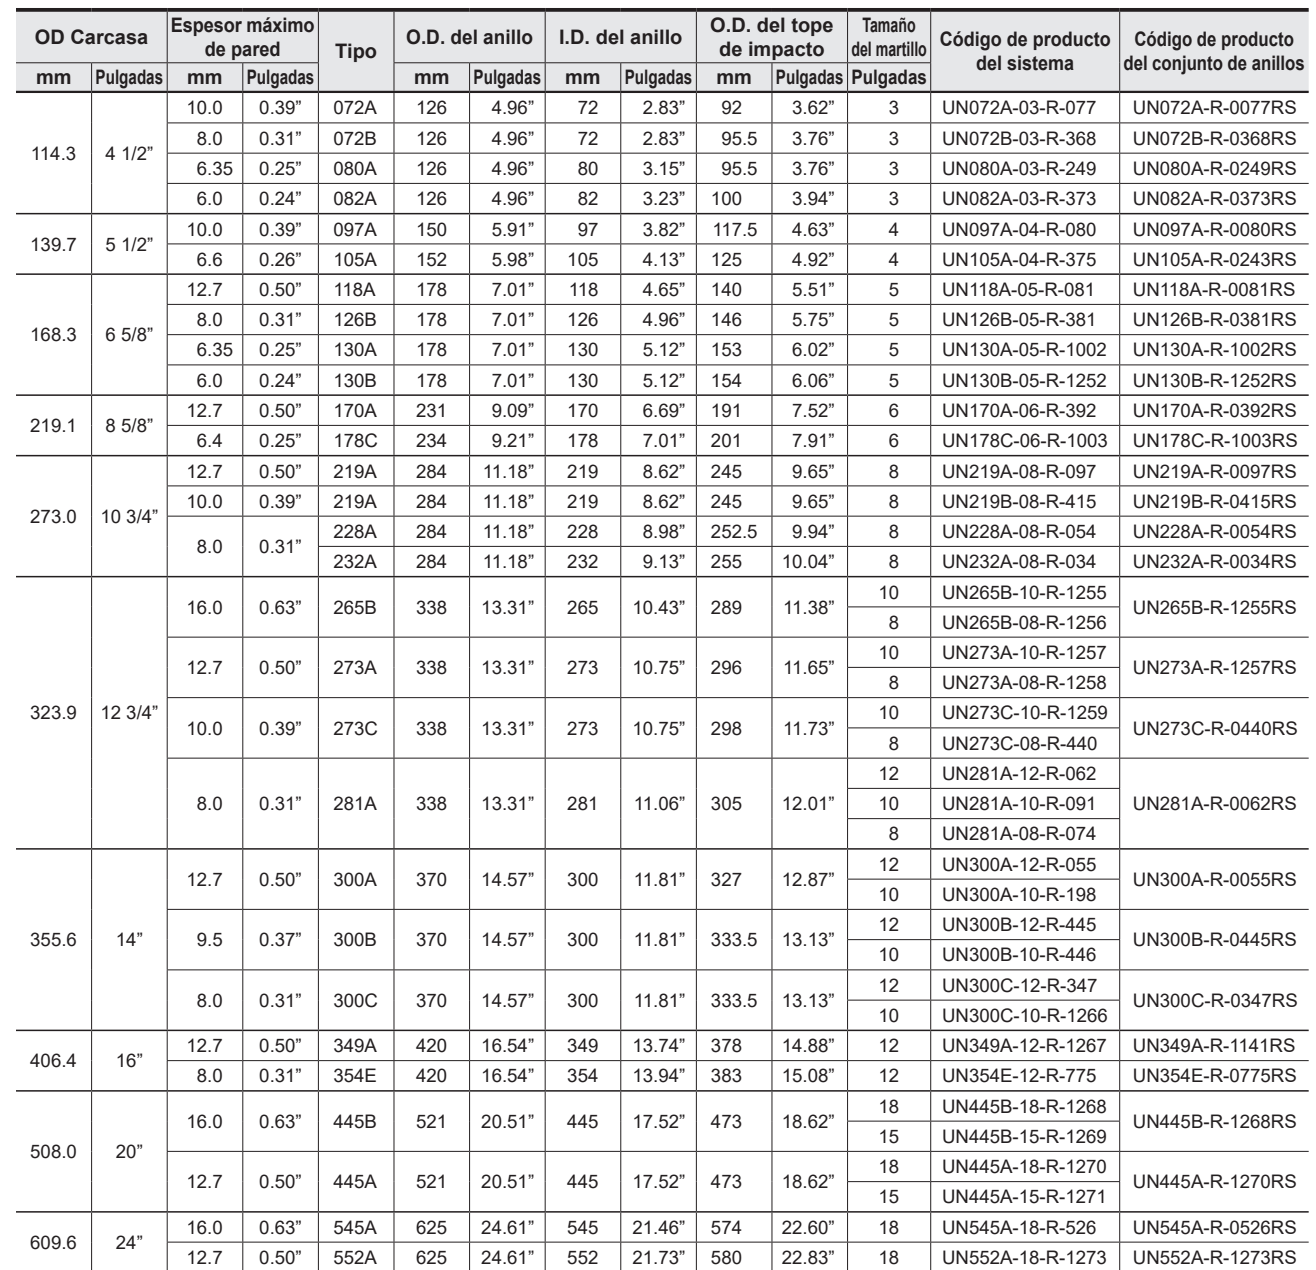 OD Carcasa Espesor máximo de pared Tipo O.D. del anillo I.D. del anillo O.D. del tope de impacto Tamaño del martillo Código de producto del sistema Código de producto del conjunto de anillos
mm Pulgadas mm Pulgadas mm Pulgadas mm Pulgadas mm Pulgadas Pulgadas
114.3 4 1/2” 10.0 0.39” 072A 126 4.96” 72 2.83” 92 3.62” 3 UN072A-03-R-077 UN072A-R-0077RS
8.0 0.31” 072B 126 4.96” 72 2.83” 95.5 3.76” 3 UN072B-03-R-368 UN072B-R-0368RS
6.35 0.25” 080A 126 4.96” 80 3.15” 95.5 3.76” 3 UN080A-03-R-249 UN080A-R-0249RS
6.0 0.24” 082A 126 4.96” 82 3.23” 100 3.94” 3 UN082A-03-R-373 UN082A-R-0373RS
139.7 5 1/2” 10.0 0.39” 097A 150 5.91” 97 3.82” 117.5 4.63” 4 UN097A-04-R-080 UN097A-R-0080RS
6.6 0.26” 105A 152 5.98” 105 4.13” 125 4.92” 4 UN105A-04-R-375 UN105A-R-0243RS
168.3 6 5/8” 12.7 0.50” 118A 178 7.01” 118 4.65” 140 5.51” 5 UN118A-05-R-081 UN118A-R-0081RS
8.0 0.31” 126B 178 7.01” 126 4.96” 146 5.75” 5 UN126B-05-R-381 UN126B-R-0381RS
6.35 0.25” 130A 178 7.01” 130 5.12” 153 6.02” 5 UN130A-05-R-1002 UN130A-R-1002RS
6.0 0.24” 130B 178 7.01” 130 5.12” 154 6.06” 5 UN130B-05-R-1252 UN130B-R-1252RS
219.1 8 5/8” 12.7 0.50” 170A 231 9.09” 170 6.69” 191 7.52” 6 UN170A-06-R-392 UN170A-R-0392RS
6.4 0.25” 178C 234 9.21” 178 7.01” 201 7.91” 6 UN178C-06-R-1003 UN178C-R-1003RS
273.0 10 3/4” 12.7 0.50” 219A 284 11.18” 219 8.62” 245 9.65” 8 UN219A-08-R-097 UN219A-R-0097RS
10.0 0.39” 219A 284 11.18” 219 8.62” 245 9.65” 8 UN219B-08-R-415 UN219B-R-0415RS
8.0 0.31” 228A 284 11.18” 228 8.98” 252.5 9.94” 8 UN228A-08-R-054 UN228A-R-0054RS
232A 284 11.18” 232 9.13” 255 10.04” 8 UN232A-08-R-034 UN232A-R-0034RS
323.9 12 3/4” 16.0 0.63” 265B 338 13.31” 265 10.43” 289 11.38” 10 UN265B-10-R-1255 UN265B-R-1255RS
8 UN265B-08-R-1256
12.7 0.50” 273A 338 13.31” 273 10.75” 296 11.65” 10 UN273A-10-R-1257 UN273A-R-1257RS
8 UN273A-08-R-1258
10.0 0.39” 273C 338 13.31” 273 10.75” 298 11.73” 10 UN273C-10-R-1259 UN273C-R-0440RS
8 UN273C-08-R-440
8.0 0.31” 281A 338 13.31” 281 11.06” 305 12.01” 12 UN281A-12-R-062 UN281A-R-0062RS
10 UN281A-10-R-091
8 UN281A-08-R-074
355.6 14” 12.7 0.50” 300A 370 14.57” 300 11.81” 327 12.87” 12 UN300A-12-R-055 UN300A-R-0055RS
10 UN300A-10-R-198
9.5 0.37” 300B 370 14.57” 300 11.81” 333.5 13.13” 12 UN300B-12-R-445 UN300B-R-0445RS
10 UN300B-10-R-446
8.0 0.31” 300C 370 14.57” 300 11.81” 333.5 13.13” 12 UN300C-12-R-347 UN300C-R-0347RS
10 UN300C-10-R-1266
406.4 16” 12.7 0.50” 349A 420 16.54” 349 13.74” 378 14.88” 12 UN349A-12-R-1267 UN349A-R-1141RS
8.0 0.31” 354E 420 16.54” 354 13.94” 383 15.08” 12 UN354E-12-R-775 UN354E-R-0775RS
508.0 20” 16.0 0.63” 445B 521 20.51” 445 17.52” 473 18.62” 18 UN445B-18-R-1268 UN445B-R-1268RS
15 UN445B-15-R-1269
12.7 0.50” 445A 521 20.51” 445 17.52” 473 18.62” 18 UN445A-18-R-1270 UN445A-R-1270RS
15 UN445A-15-R-1271
609.6 24” 16.0 0.63” 545A 625 24.61” 545 21.46” 574 22.60” 18 UN545A-18-R-526 UN545A-R-0526RS
12.7 0.50” 552A 625 24.61” 552 21.73” 580 22.83” 18 UN552A-18-R-1273 UN552A-R-1273RS